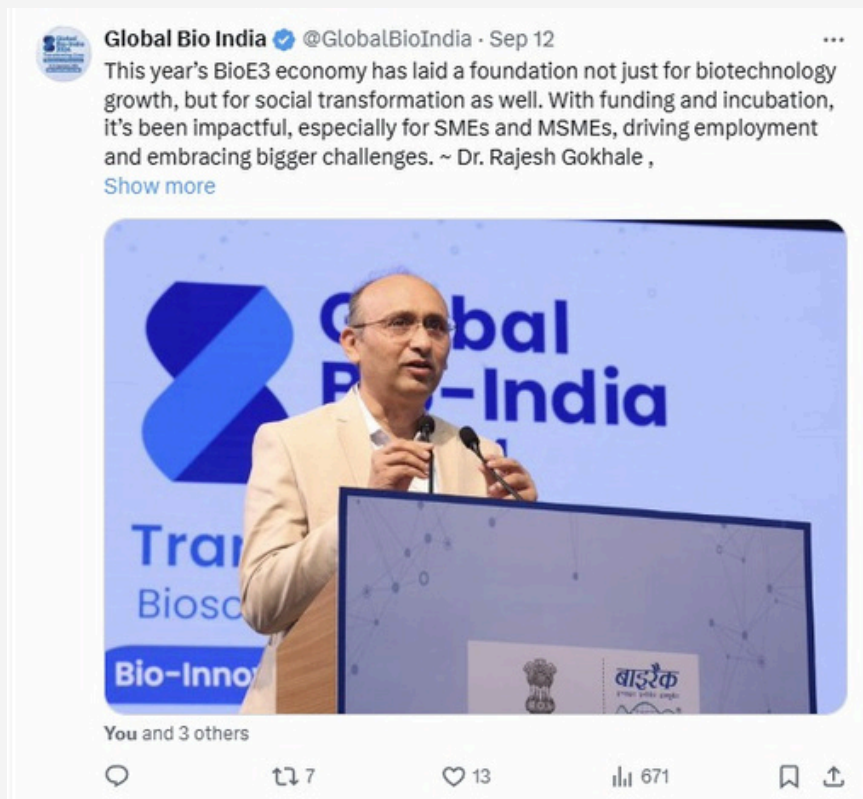 Global Bio India @GlobalBioIndia · Sep 12
This year's BioE3 economy has laid a foundation not just for biotechnology
growth, but for social transformation as well. With funding and incubation,
it's been impactful, especially for SMEs and MSMEs, driving employment
and embracing bigger challenges. ~ Dr. Rajesh Gokhale ,
Show more
G bal
B –India
Tra
Biosc
Bio-Inno
बाइरैक
You and 3 others
7 13 671